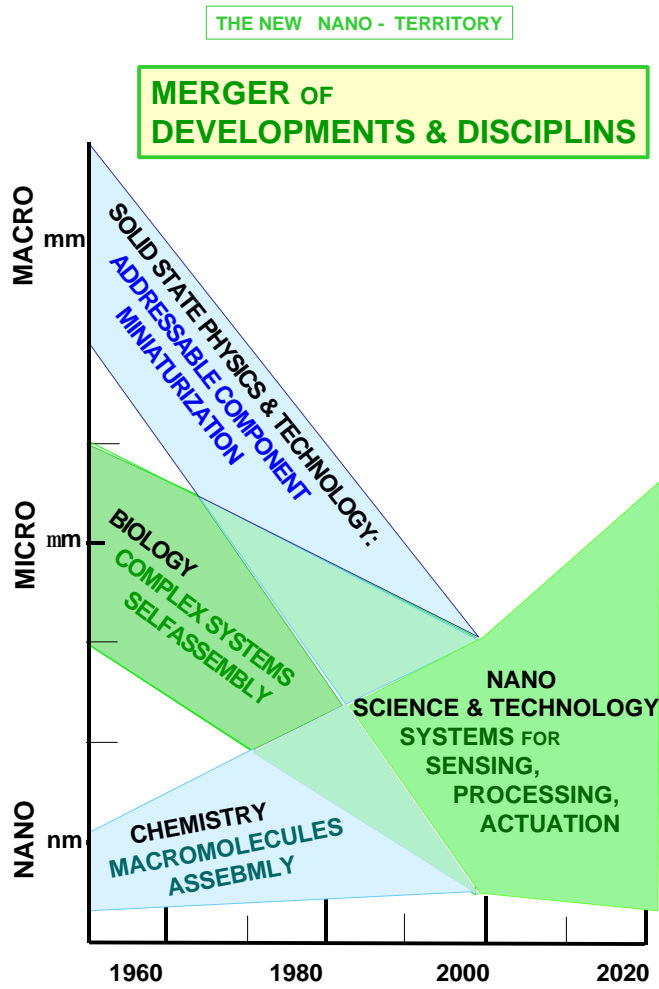 THE NEW NANO - TERRITORY
MERGER OF
DEVELOPMENTS & DISCIPLINS
MACRO
mm
SOLID STATE PHYSICS & TECHNOLOGY:
ADDRESSABLE COMPONENT
MINIATURIZATION
MICRO
mm
BIOLOGY
COMPLEX SYSTEMS
SELFASSEMBLY
NANO
SCIENCE & TECHNOLOGY
SYSTEMS FOR
SENSING,
PROCESSING,
ACTUATION
NANO
nm
CHEMISTRY
MACROMOLECULES
ASSEBMLY
1960
1980
2000
2020